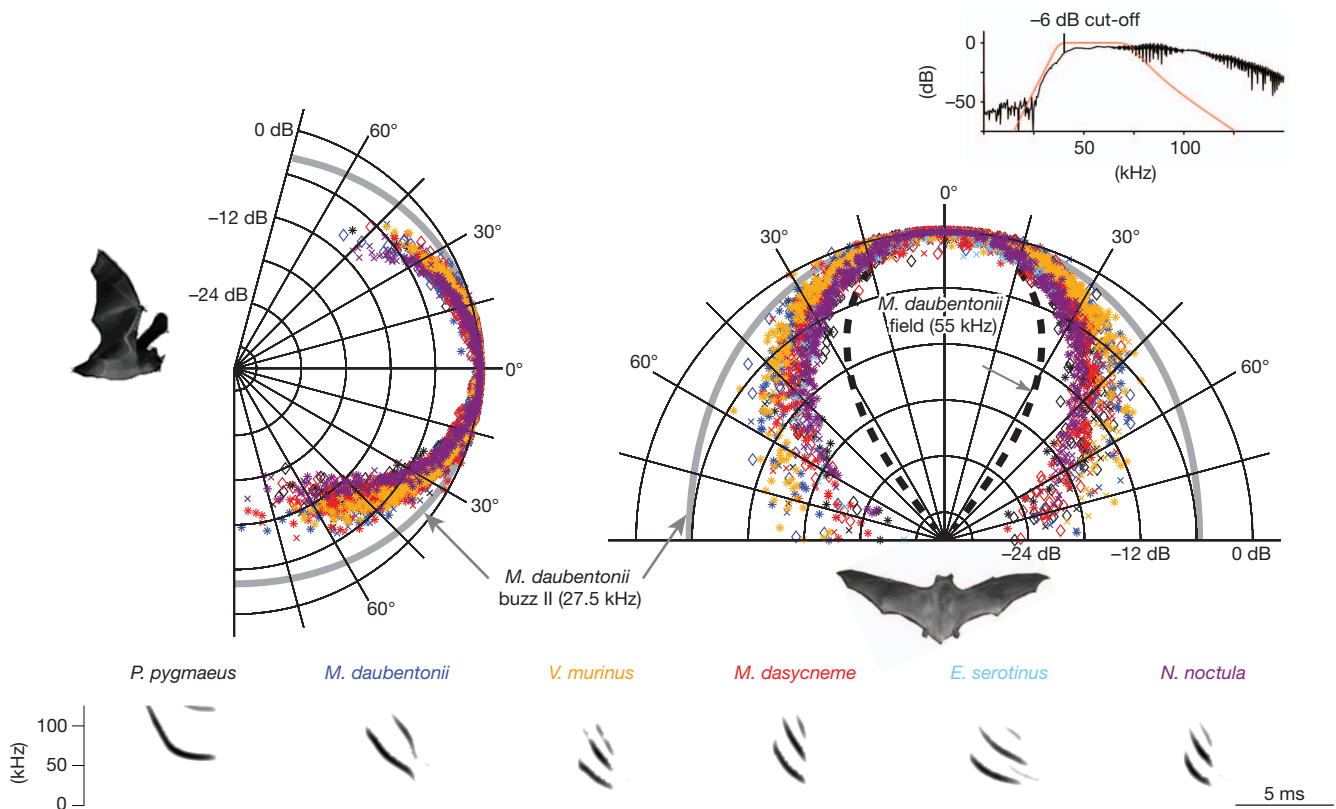 –6 dB cut-off
0
–50
(dB)
50
100
(kHz)
0 dB
–12 dB
–24 dB
60°
30°
0°
30°
60°
0°
30°
30°
60°
60°
M. daubentonii
field (55 kHz)
–24 dB
–12 dB
0 dB
M. daubentonii
buzz II (27.5 kHz)
P. pygmaeus
M. daubentonii
V. murinus
M. dasycneme
E. serotinus
N. noctula
100
50
0
(kHz)
5 ms